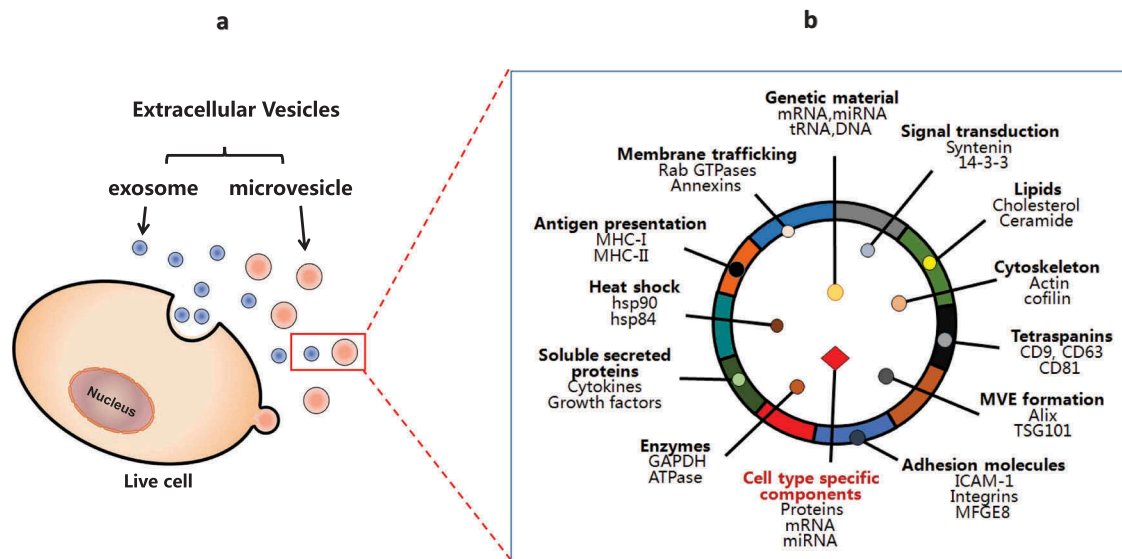 a
Extracellular Vesicles
exosome
microvesicle
Nucleus
Live cell
b
Genetic material
mRNA,miRNA
tRNA,DNA
Signal transduction
Syntenin
14-3-3
Membrane trafficking
Rab GTPases
Annexins
Lipids
Cholesterol
Ceramide
Antigen presentation
MHC-I
MHC-II
Cytoskeleton
Actin
cofilin
Heat shock
hsp90
hsp84
Tetraspanins
CD9, CD63
CD81
Soluble secreted
proteins
Cytokines
Growth factors
MVE formation
Alix
TSG101
Enzymes
GAPDH
ATPase
Cell type specific
components
Proteins
mRNA
miRNA
Adhesion molecules
ICAM-1
Integrins
MFGE8